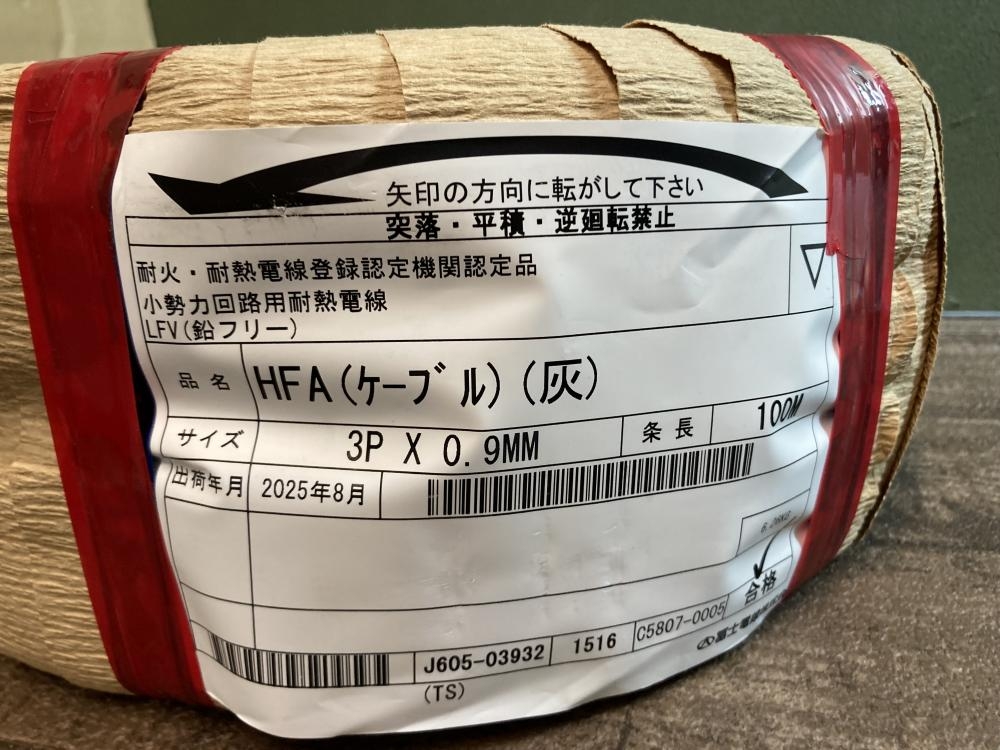 矢印の方向に転がして下さい
突落・平積・逆廻転禁止
耐火・耐熱電線登録認定機関認定品
小勢力回路用耐熱電線
LFV(鉛フリー)
品名 HFA(ケーブル)(灰)
サイズ 3P X 0.9MM 条長 100M
出荷年月 2025年8月
合格
J605-03932 1516 C5807-0005
(TS)